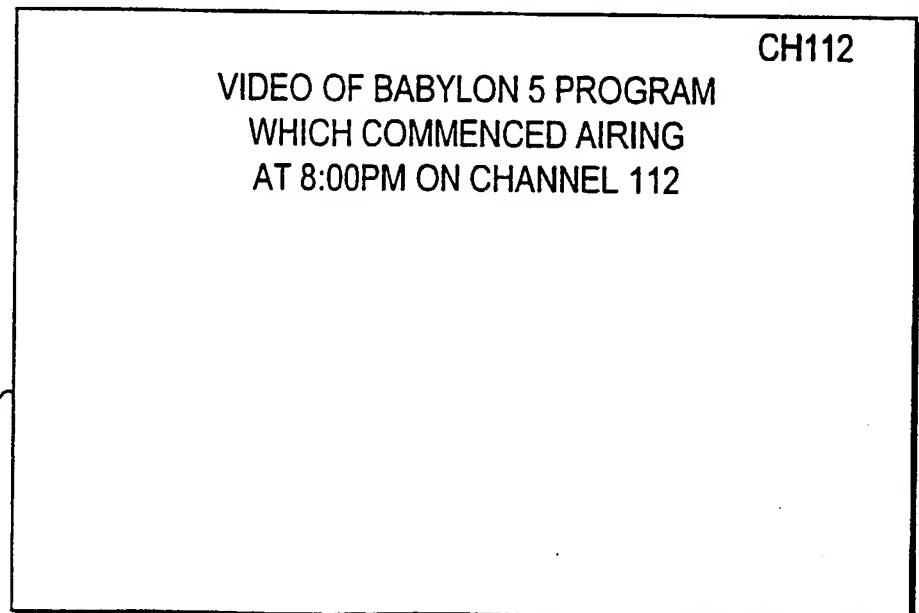 CH112
VIDEO OF BABYLON 5 PROGRAM
WHICH COMMENCED AIRING
AT 8:00PM ON CHANNEL 112